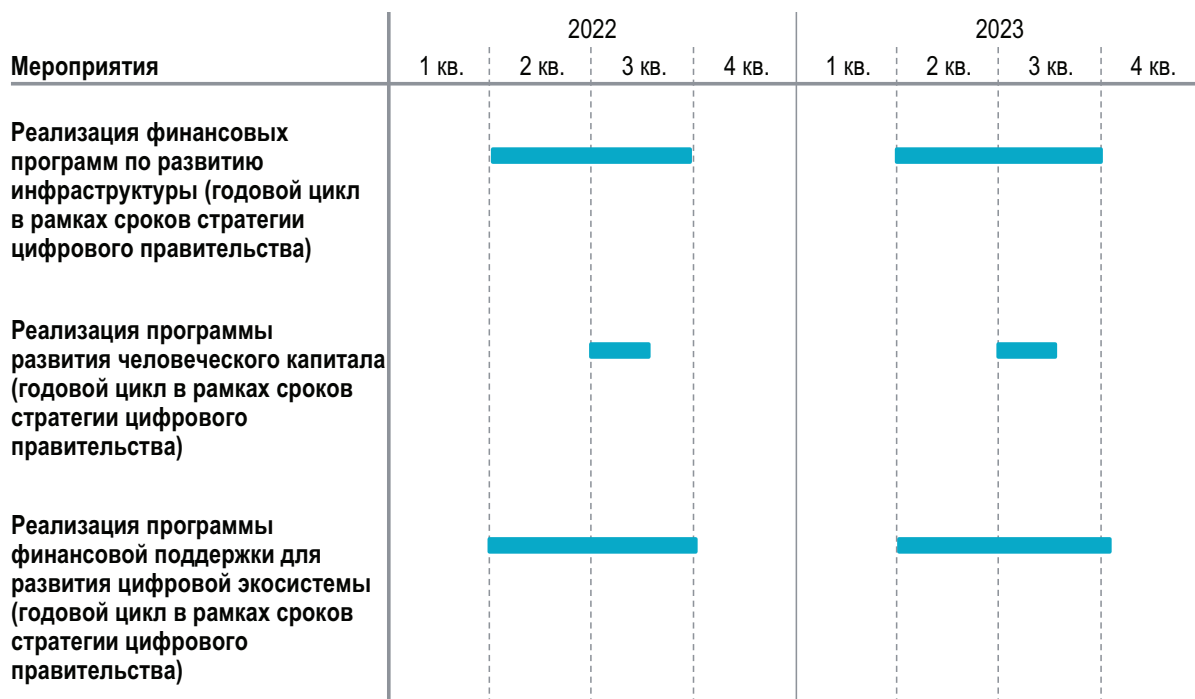 2022 2023
Мероприятия 1 кв. 2 кв. 3 кв. 4 кв. 1 кв. 2 кв. 3 кв. 4 кв.
Реализация финансовых
программ по развитию
инфраструктуры (годовой цикл
в рамках сроков стратегии
цифрового правительства)
Реализация программы
развития человеческого капитала
(годовой цикл в рамках сроков
стратегии цифрового
правительства)
Реализация программы
финансовой поддержки для
развития цифровой экосистемы
(годовой цикл в рамках сроков
стратегии цифрового
правительства)